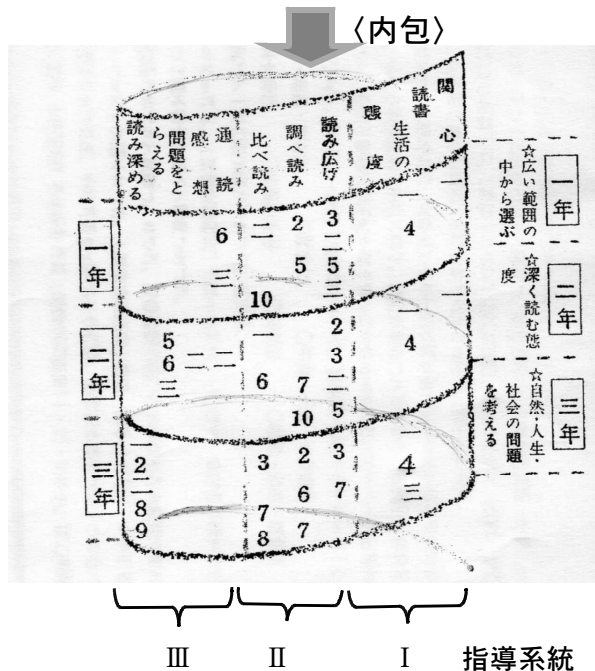 〈内包〉
関心
読書
生活の
態度
読み広げ
調べ読み
比べ読み
通読
感想
問題をと
らえる
読み深める
一年
☆広い範囲の
中から選ぶ
二年
☆深く読む態
度
三年
☆自然・人生・
社会の問題
を考える
一年
二年
三年
一
一
4
3
二
5
三
2
5
二
10
6
三
一
一
4
2
3
二
5
7
10
一
6
二
二
5
6
三
一
4
三
3
7
2
6
7
3
7
8
一
2
二
8
9
Ⅲ Ⅱ Ⅰ 指導系統